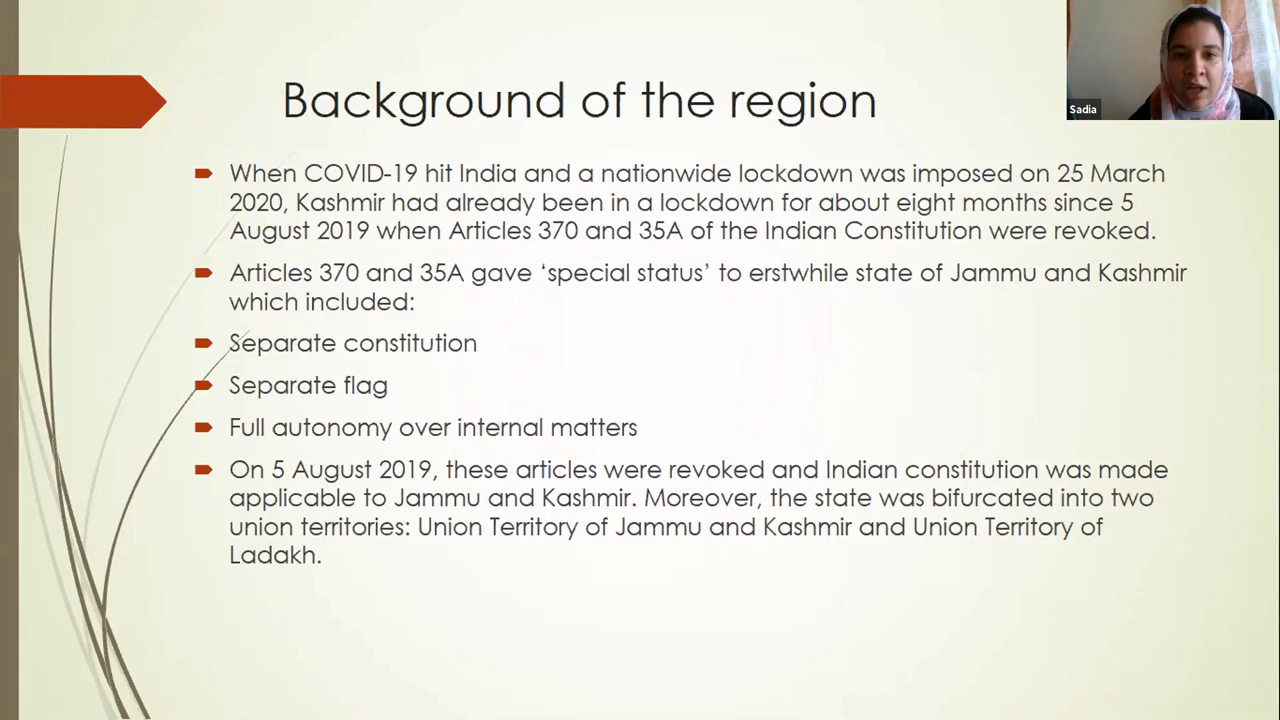 Background of the region
Sadia
When COVID-19 hit India and a nationwide lockdown was imposed on 25 March
2020, Kashmir had already been in a lockdown for about eight months since 5
August 2019 when Articles 370 and 35A of the Indian Constitution were revoked.
Articles 370 and 35A gave ‘special status’ to erstwhile state of Jammu and Kashmir
which included:
Separate constitution
Separate flag
Full autonomy over internal matters
On 5 August 2019, these articles were revoked and Indian constitution was made
applicable to Jammu and Kashmir. Moreover, the state was bifurcated into two
union territories: Union Territory of Jammu and Kashmir and Union Territory of
Ladakh.